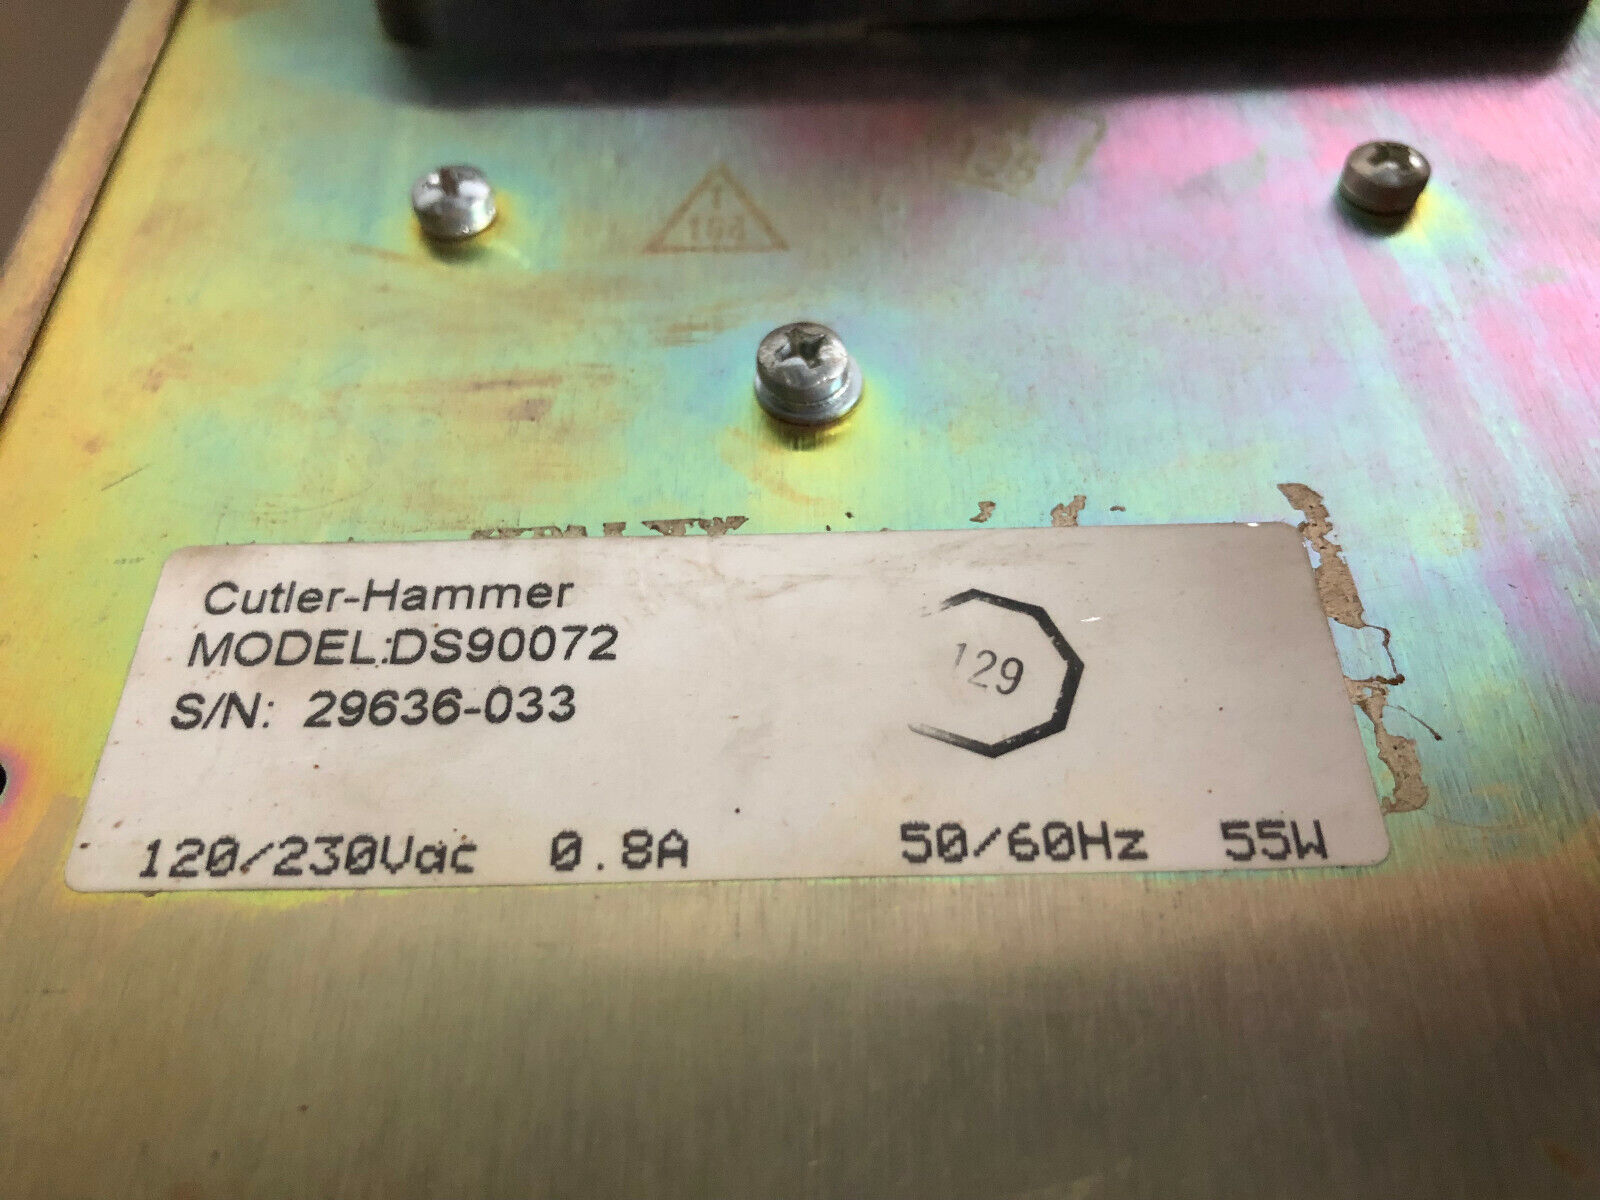 Cutler-Hammer
MODEL:DS90072
S/N: 29636-033
129
120/230Vac 0.8A 50/60Hz 55W